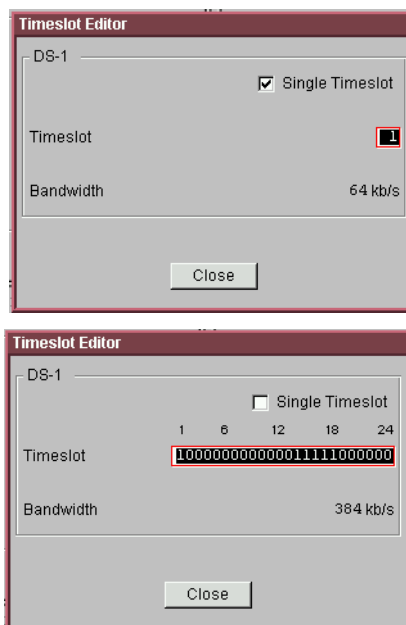 Timeslot Editor
DS-1
Single Timeslot
Timeslot 1
Bandwidth 64 kb/s
Close
Timeslot Editor
DS-1
Single Timeslot
1 6 12 18 24
Timeslot 100000000000011111000000
Bandwidth 384 kb/s
Close